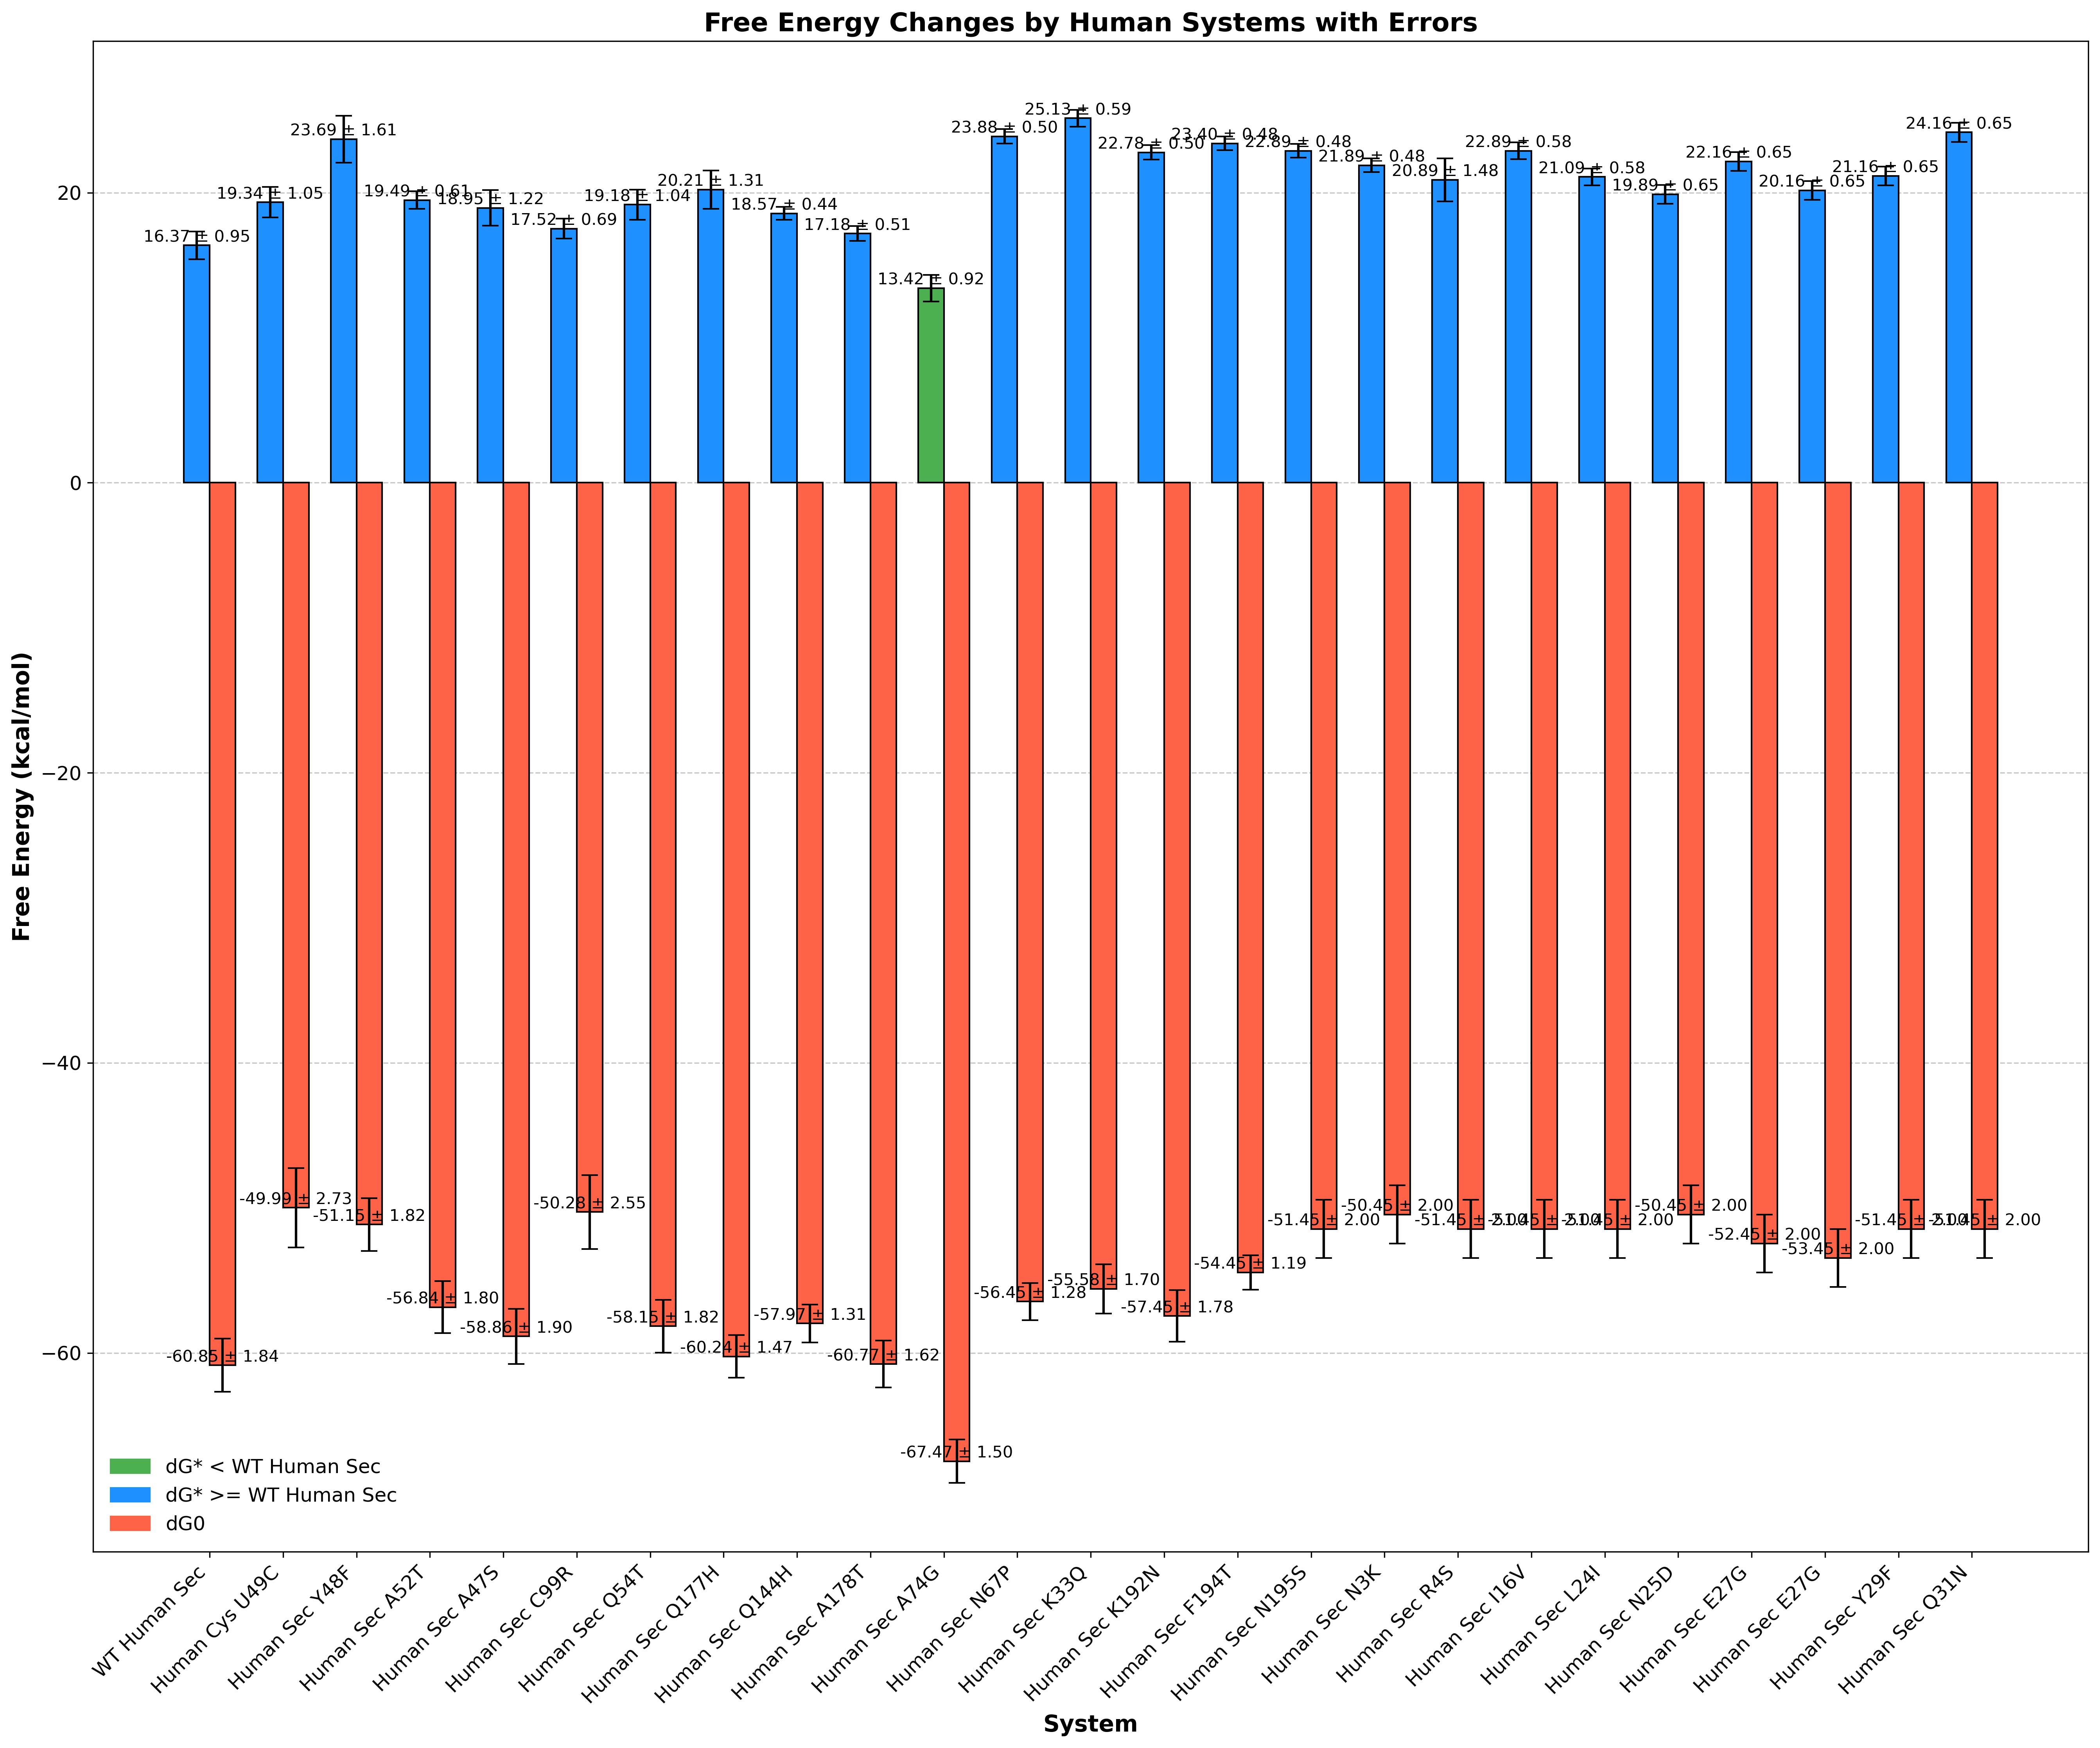 Free Energy Changes by Human Systems with Errors
Free Energy (kcal/mol)
20
0
−20
−40
−60
16.37 ± 0.95
19.34 ± 1.05
23.69 ± 1.61
19.49 ± 0.61
18.95 ± 1.22
17.52 ± 0.69
19.18 ± 1.04
20.21 ± 1.31
18.57 ± 0.44
17.18 ± 0.51
13.42 ± 0.92
23.88 ± 0.50
25.13 ± 0.59
22.78 ± 0.50
23.40 ± 0.48
22.89 ± 0.48
21.89 ± 0.48
20.89 ± 1.48
22.89 ± 0.58
21.09 ± 0.58
19.89 ± 0.65
22.16 ± 0.65
20.16 ± 0.65
21.16 ± 0.65
24.16 ± 0.65
-60.85 ± 1.84
-49.99 ± 2.73
-51.15 ± 1.82
-56.84 ± 1.80
-58.86 ± 1.90
-50.28 ± 2.55
-58.15 ± 1.82
-60.24 ± 1.47
-57.97 ± 1.31
-60.77 ± 1.62
-67.47 ± 1.50
-56.45 ± 1.28
-55.58 ± 1.70
-57.45 ± 1.78
-54.45 ± 1.19
-51.45 ± 2.00
-50.45 ± 2.00
-51.45 ± 2.00
-51.45 ± 2.00
-51.45 ± 2.00
-50.45 ± 2.00
-52.45 ± 2.00
-53.45 ± 2.00
-51.45 ± 2.00
-51.45 ± 2.00
dG* < WT Human Sec
dG* >= WT Human Sec
dG0
WT Human Sec
Human Cys U49C
Human Sec Y48F
Human Sec A52T
Human Sec A47S
Human Sec C99R
Human Sec Q54T
Human Sec Q177H
Human Sec Q144H
Human Sec A178T
Human Sec A74G
Human Sec N67P
Human Sec K33Q
Human Sec K192N
Human Sec F194T
Human Sec N195S
Human Sec N3K
Human Sec R4S
Human Sec I16V
Human Sec L24I
Human Sec N25D
Human Sec E27G
Human Sec E27G
Human Sec Y29F
Human Sec Q31N
System